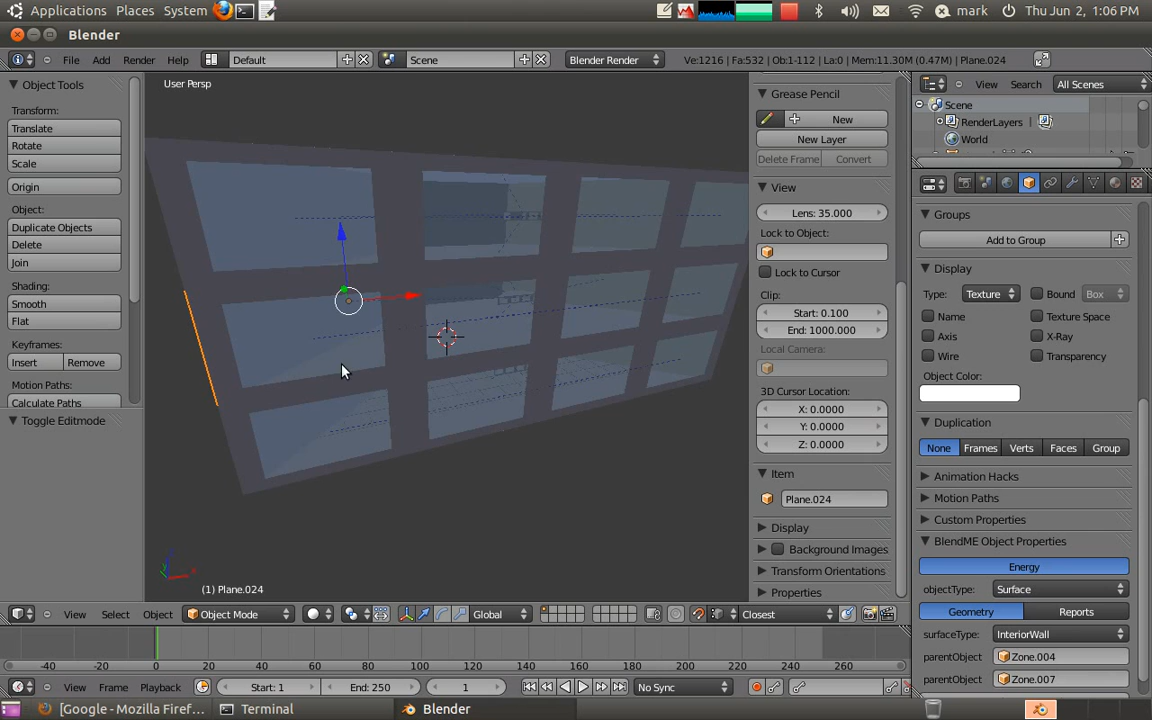 Applications Places System mark Thu Jun 2, 1:06 PM
Blender
File Add Render Help Default Scene Blender Render Ve:1216 | Fa:532 | Ob:1-112 | La:0 | Mem:11.30M (0.47M) | Plane.024
Object Tools
Transform:
Translate
Rotate
Scale
Origin
Object:
Duplicate Objects
Delete
Join
Shading:
Smooth
Flat
Keyframes:
Insert Remove
Motion Paths:
Calculate Paths
Toggle Editmode
User Persp
(1) Plane.024
Grease Pencil
New
New Layer
Delete Frame Convert
View
Lens: 35.000
Lock to Object:
Lock to Cursor
Clip:
Start: 0.100
End: 1000.000
Local Camera:
3D Cursor Location:
X: 0.0000
Y: 0.0000
Z: 0.0000
Item
Plane.024
Display
Background Images
Transform Orientations
Properties
View Search All Scenes
Scene
RenderLayers
World
Groups
Add to Group
Display
Type: Texture Bound Box
Name Texture Space
Axis X-Ray
Wire Transparency
Object Color:
Duplication
None Frames Verts Faces Group
Animation Hacks
Motion Paths
Custom Properties
BlendME Object Properties
Energy
objectType: Surface
Geometry Reports
surfaceType: InteriorWall
parentObject Zone.004
parentObject Zone.007
View Select Object Object Mode Global Closest
-40 -20 0 20 40 60 80 100 120 140 160 180 200 220 240 260
View Frame Playback Start: 1 End: 250 1 No Sync
[Google - Mozilla Firef... Terminal Blender